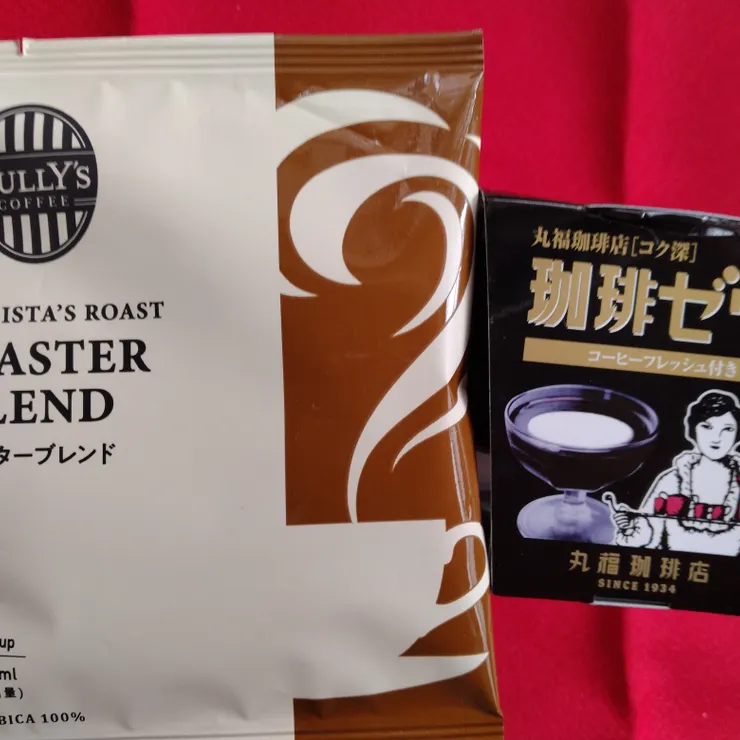 ULLY'S
COFFEE
ISTA'S ROAST
ASTER
LEND
ターブレンド
up
ml
量)
BICA 100%
丸福珈琲店[コク深]
珈琲ゼ
コーヒーフレッシュ付き
丸福珈琲店
SINCE 1934